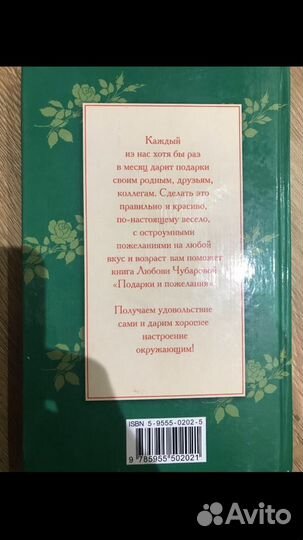 Каждый
из нас хотя бы раз
в месяц дарит подарки
своим родным, друзьям,
коллегам. Сделать это
правильно и красиво,
по-настоящему весело,
с остроумными
пожеланиями на любой
вкус и возраст вам поможет
книга Любови Чубаровой
«Подарки и пожелания».
Получаем удовольствие
сами и дарим хорошее
настроение
окружающим!
ISBN 5-9555-0202-5
9 785955 502021
Avito